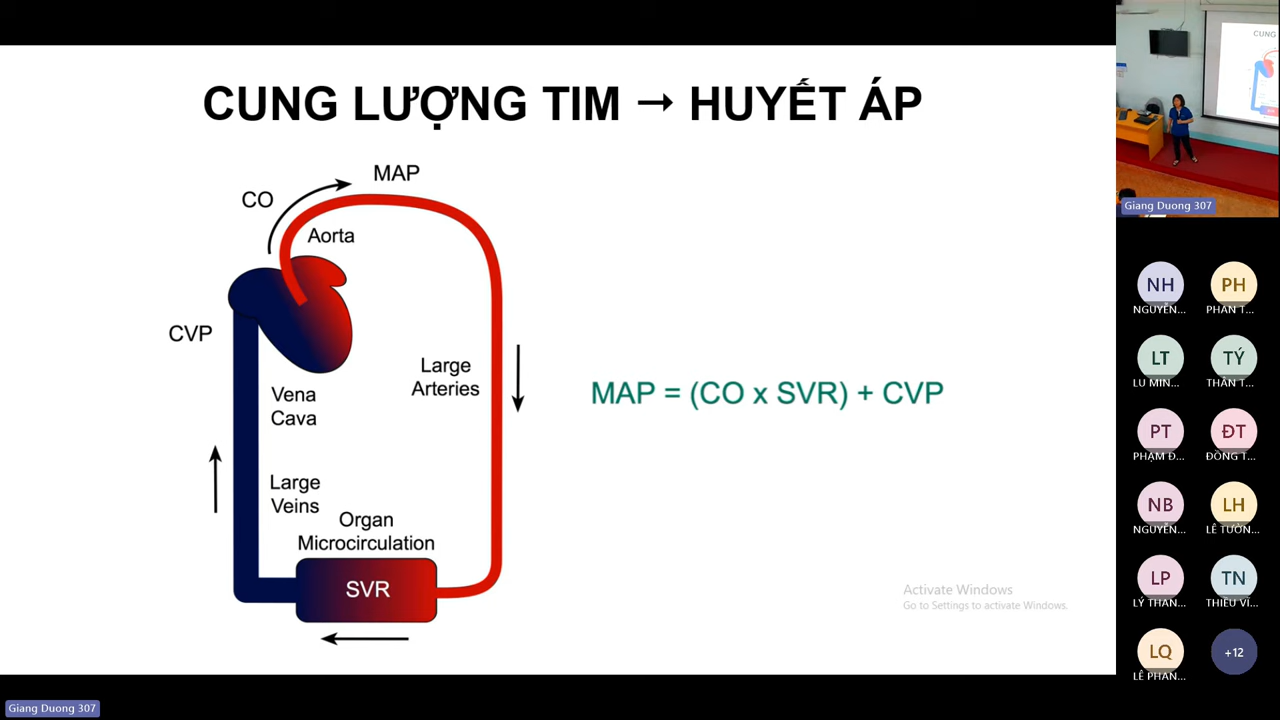 CUNG LƯỢNG TIM → HUYẾT ÁP
MAP
CO
Aorta
CVP
Large
Arteries
Vena
Cava
MAP = (CO x SVR) + CVP
Large
Veins
Organ
Microcirculation
SVR
Activate Windows
Go to Settings to activate Windows.
Giang Duong 307
CUNG
Giang Duong 307
NH
NGUYỄN...
PH
PHAN T...
LT
LU MIN...
TÝ
THÂN T...
PT
PHẠM Đ...
ĐT
ĐỒNG T...
NB
NGUYỄN...
LH
LÊ TƯỜN...
LP
LÝ THAN...
TN
THIỀU VĨ...
LQ
LÊ PHAN...
+12